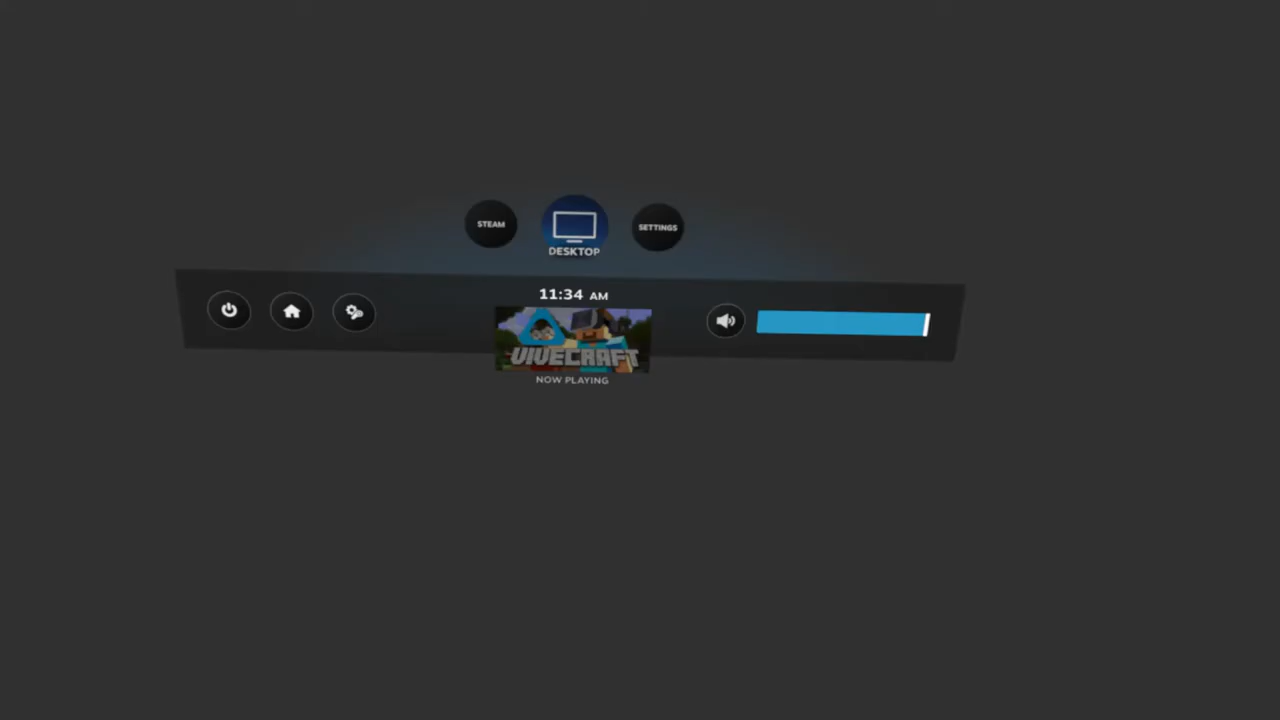 STEAM
DESKTOP
SETTINGS
11:34 AM
VIVECRAFT
NOW PLAYING